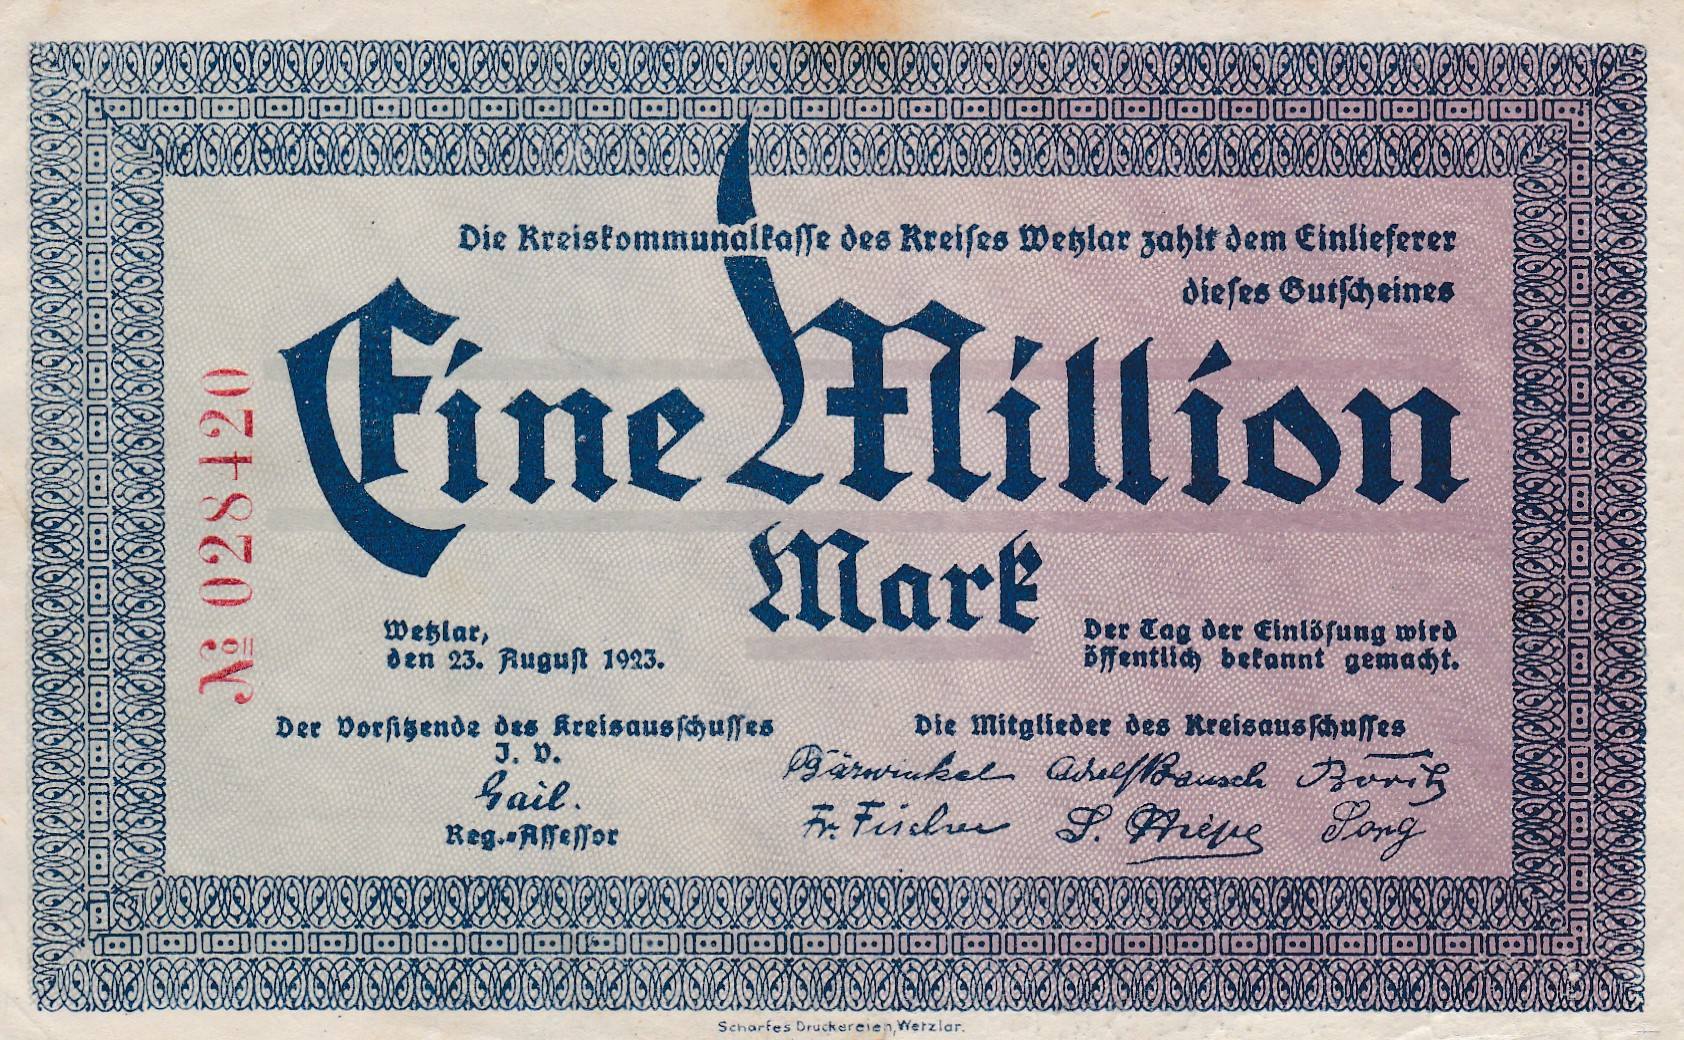 Die Kreiskommunalkasse des Kreises Wetzlar zahlt dem Einlieferer
dieses Gutscheines
Eine Million
Mark
№ 028420
Wetzlar,
den 23. August 1923.
Der Tag der Einlösung wird
öffentlich bekannt gemacht.
Der Vorsitzende des Kreisausschusses
J. V.
Gail.
Reg.-Assessor
Die Mitglieder des Kreisausschusses
Bärwinkel Adolf Bausch
Fr. Fischer
Scharfes Druckereien, Wetzlar.